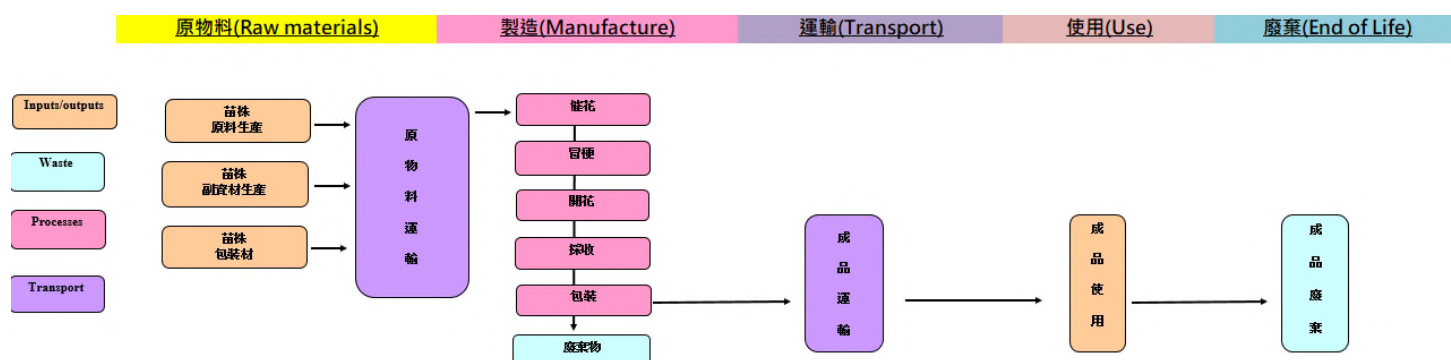 原物料(Raw materials)
製造(Manufacture)
運輸(Transport)
使用(Use)
廢棄(End of Life)
Inputs/outputs
Waste
Processes
Transport
苗株
原料生產
苗株
副資材生產
苗株
包裝材
原
物
料
運
輸
催花
冒梗
開花
採收
包裝
廢棄物
成
品
運
輸
成
品
使
用
成
品
廢
棄